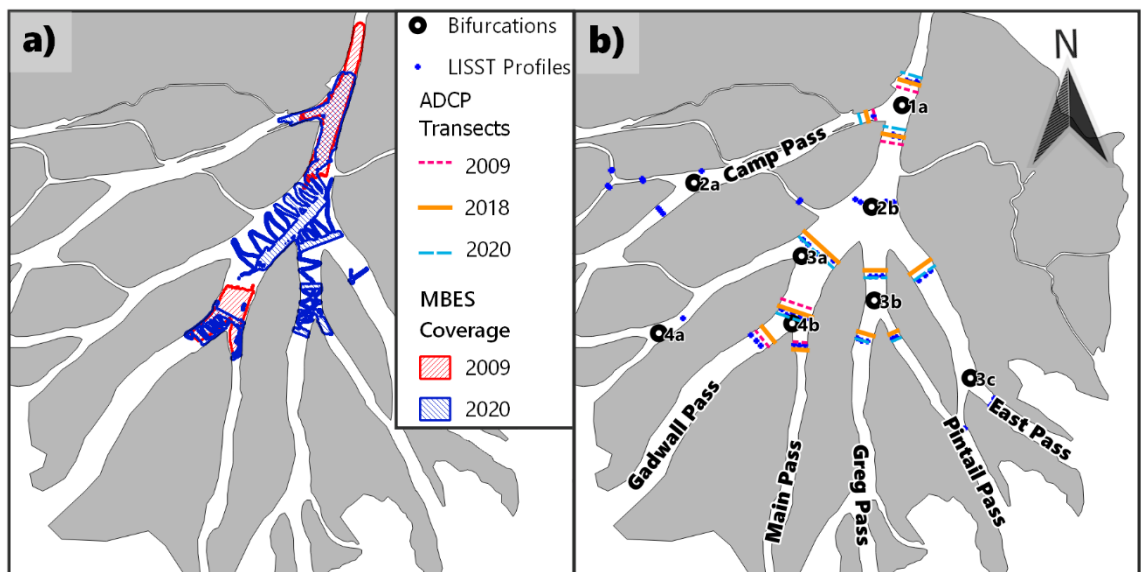 a)
Bifurcations
LISST Profiles
ADCP
Transects
2009
2018
2020
MBES
Coverage
2009
2020
b)
N
1a
Camp Pass
2a
2b
3a
3b
4a
4b
3c
East Pass
Gadwall Pass
Main Pass
Greg Pass
Pintail Pass